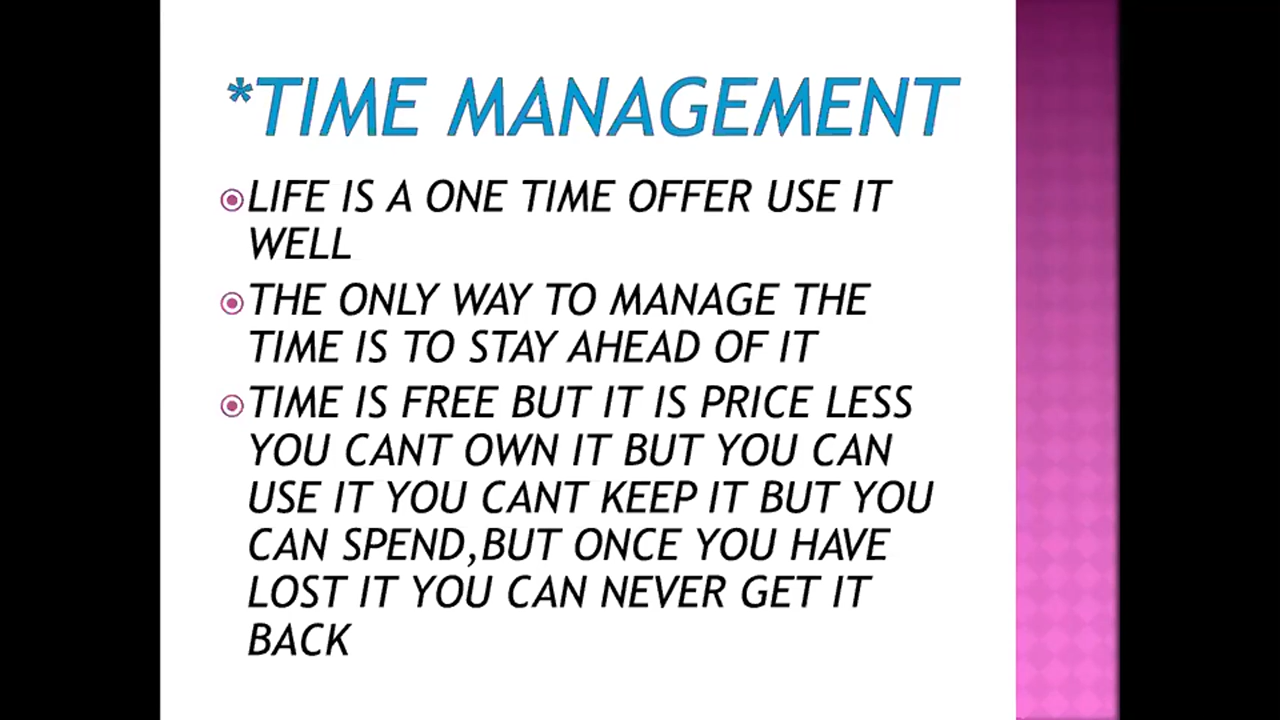 *TIME MANAGEMENT
LIFE IS A ONE TIME OFFER USE IT
WELL
THE ONLY WAY TO MANAGE THE
TIME IS TO STAY AHEAD OF IT
TIME IS FREE BUT IT IS PRICE LESS
YOU CANT OWN IT BUT YOU CAN
USE IT YOU CANT KEEP IT BUT YOU
CAN SPEND,BUT ONCE YOU HAVE
LOST IT YOU CAN NEVER GET IT
BACK